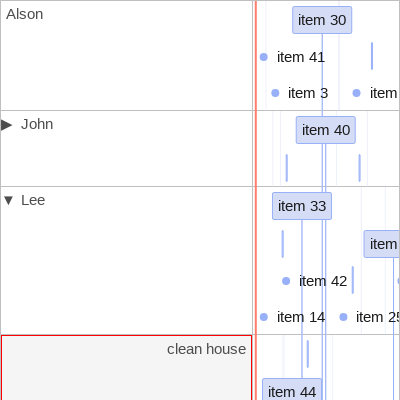 Alson
item 30
item 41
item 3
item
▶ John
item 40
▼ Lee
item 33
item
item 42
item 14
item 25
clean house
item 44